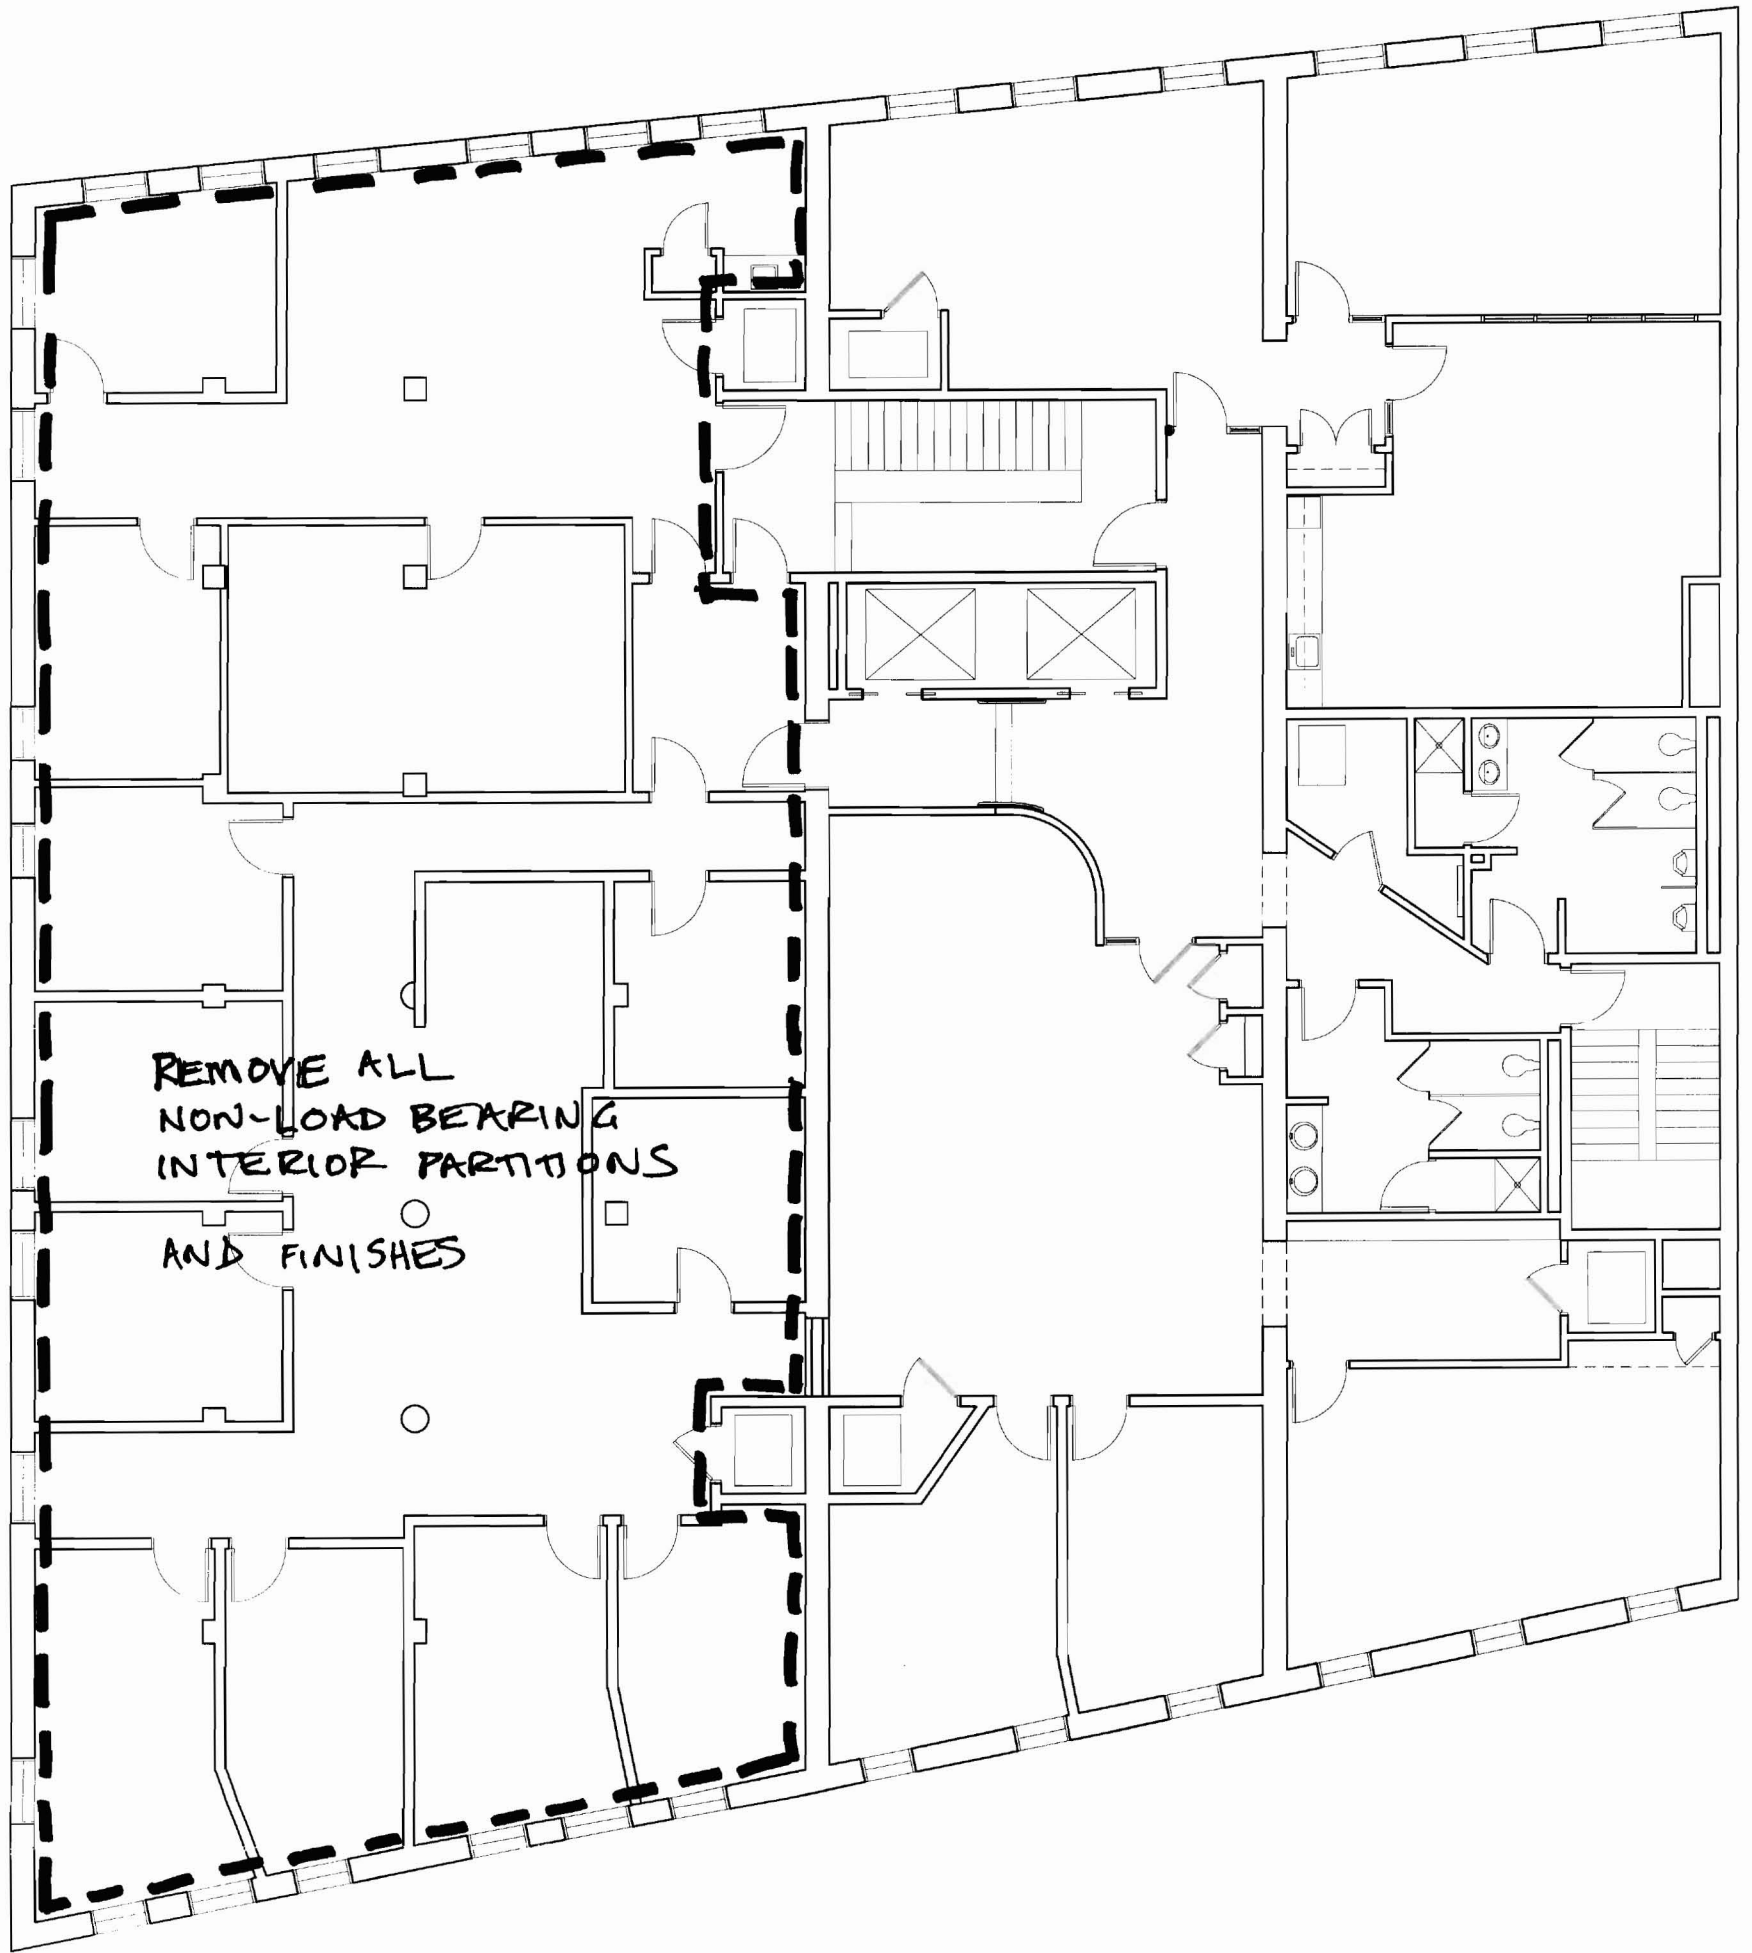 REMOVE ALL
NON-LOAD BEARING
INTERIOR PARTITIONS
AND FINISHES